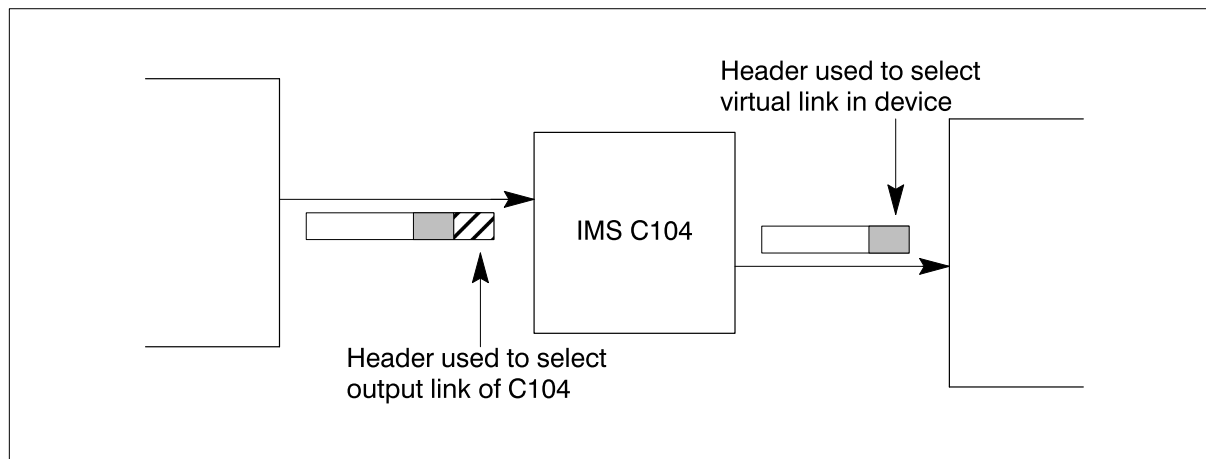 Header used to select
virtual link in device
IMS C104
Header used to select
output link of C104